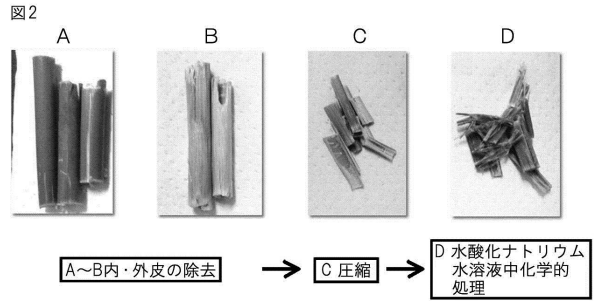 図2
A B C D
A～B内・外皮の除去
C 圧縮
D 水酸化ナトリウム
水溶液中化学的
処理